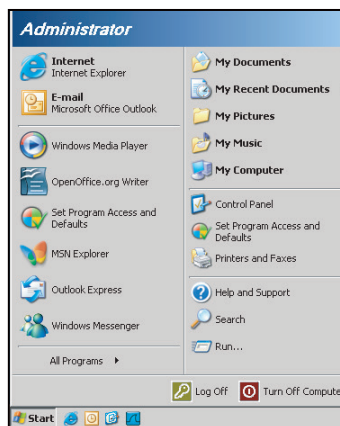 Administrator
Internet
Internet Explorer
E-mail
Microsoft Office Outlook
Windows Media Player
OpenOffice.org Writer
Set Program Access and
Defaults
MSN Explorer
Outlook Express
Windows Messenger
All Programs
My Documents
My Recent Documents
My Pictures
My Music
My Computer
Control Panel
Set Program Access and
Defaults
Printers and Faxes
Help and Support
Search
Run...
Log Off
Turn Off Compute
Start